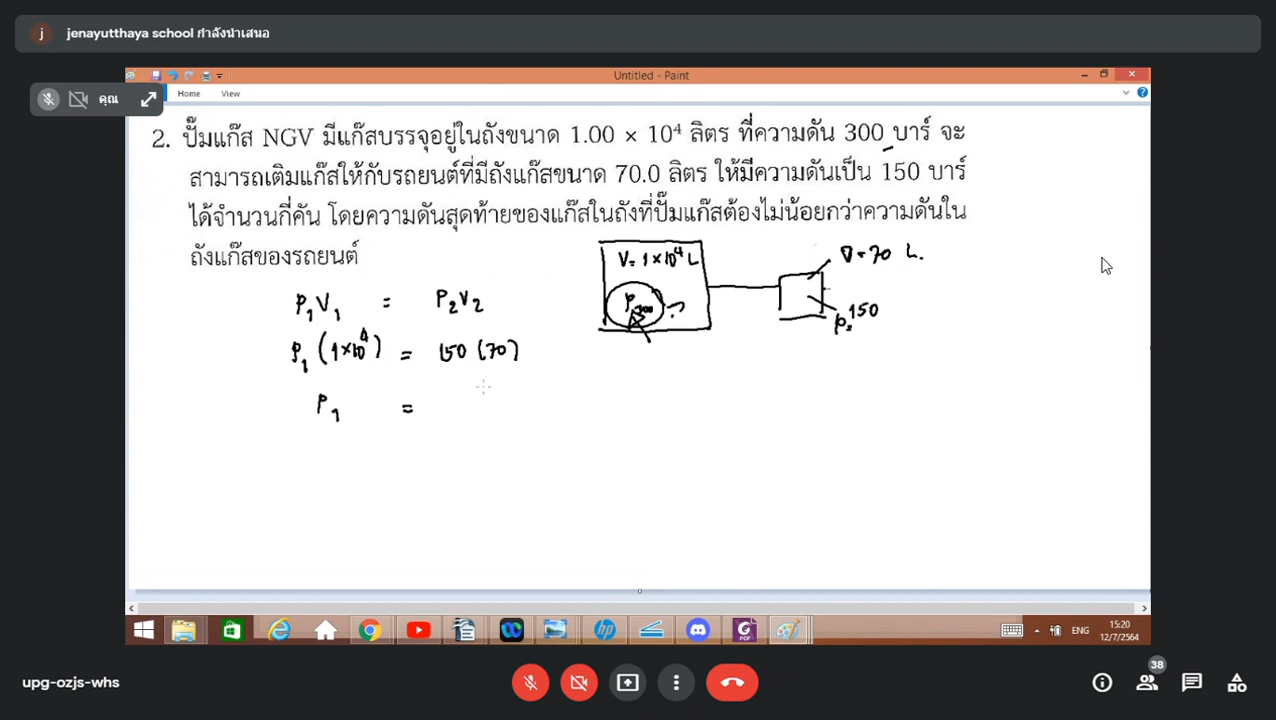 j jenayutthaya school กำลังนำเสนอ
Untitled - Paint
คุณ
Home View
2. ปั๊มแก๊ส NGV มีแก๊สบรรจุอยู่ในถังขนาด 1.00 × 10⁴ ลิตร ที่ความดัน 300 บาร์ จะ
สามารถเติมแก๊สให้กับรถยนต์ที่มีถังแก๊สขนาด 70.0 ลิตร ให้มีความดันเป็น 150 บาร์
ได้จำนวนกี่คัน โดยความดันสุดท้ายของแก๊สในถังที่ปั๊มแก๊สต้องไม่น้อยกว่าความดันใน
ถังแก๊สของรถยนต์
V = 1×10⁴ L
V = 70 L.
P 300 ?
P₂ 150
P₁V₁ = P₂V₂
P₁ (1×10⁴) = 150 (70)
P₁ =
ENG
15:20
12/7/2564
upg-ozjs-whs
38